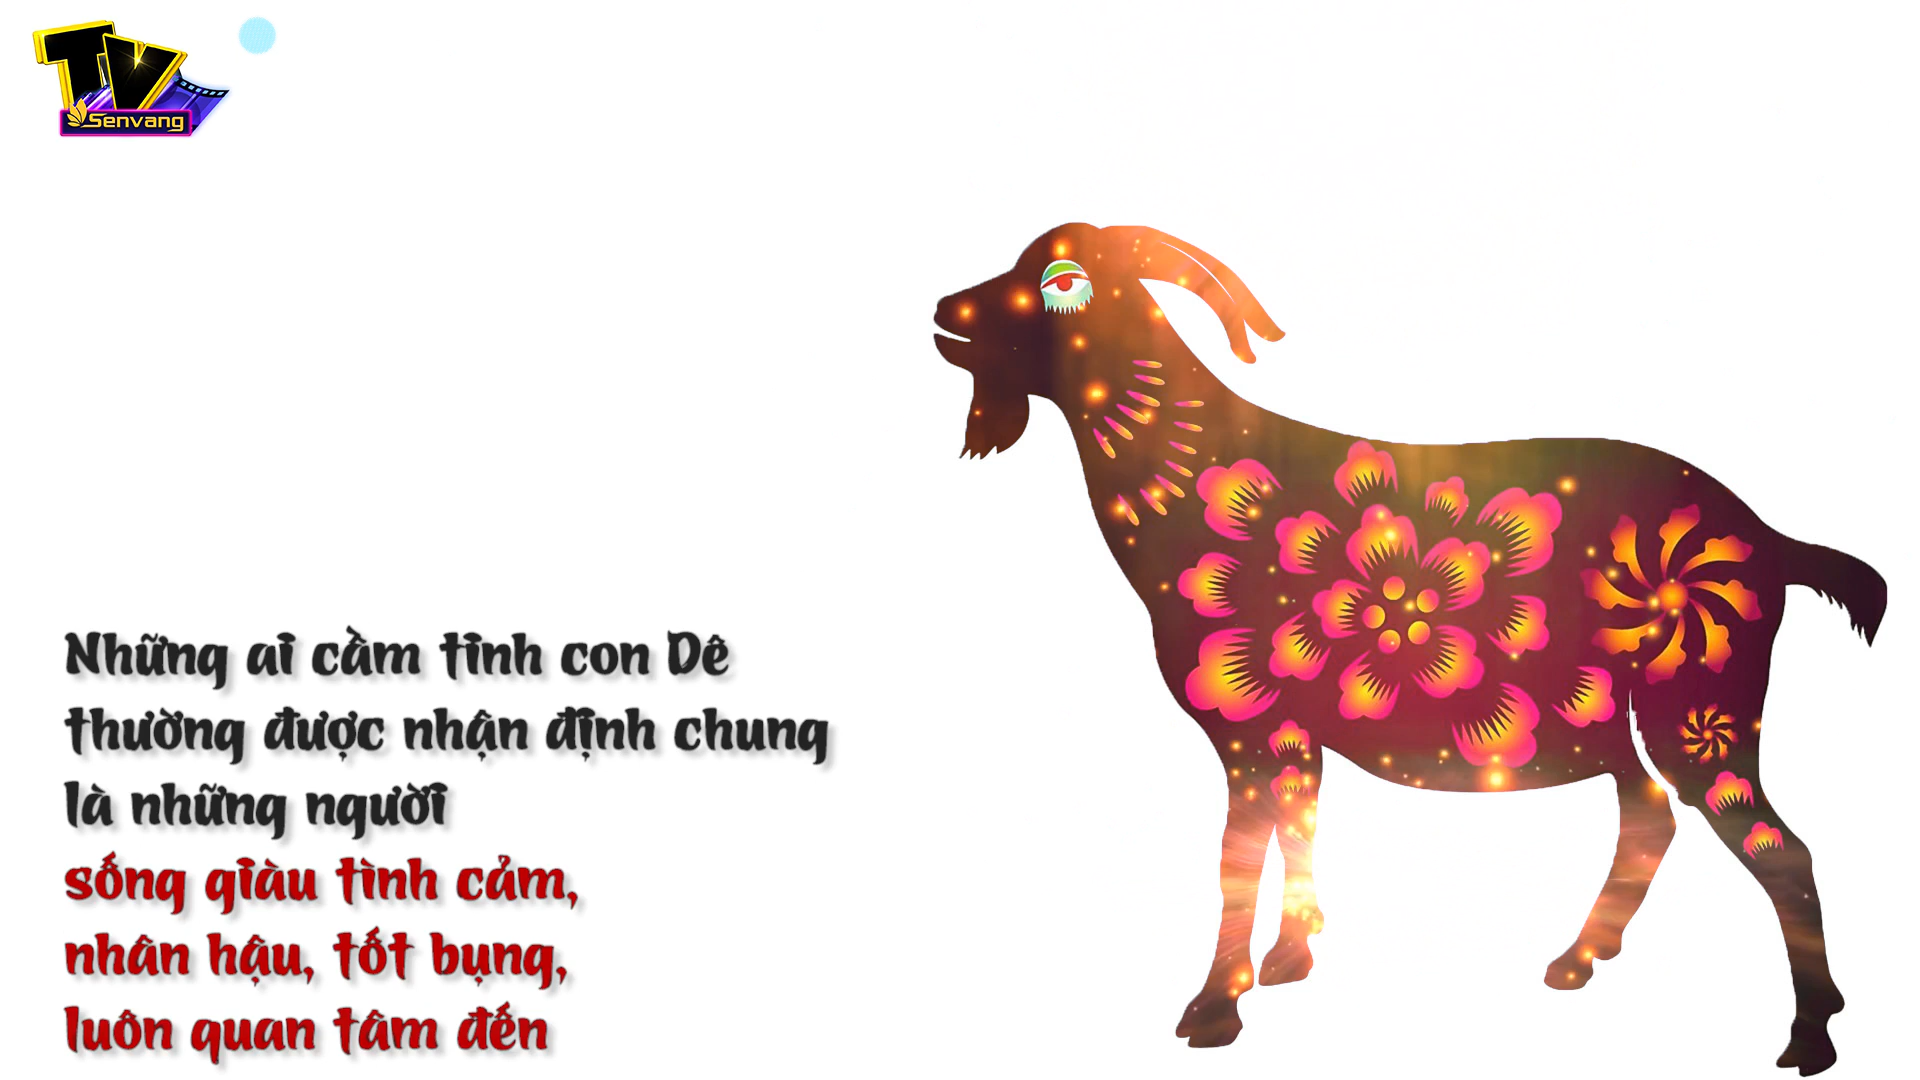 TV
Senvang
Những ai cầm tinh con Dê
thường được nhận định chung
là những người
sống giàu tình cảm,
nhân hậu, tốt bụng,
luôn quan tâm đến